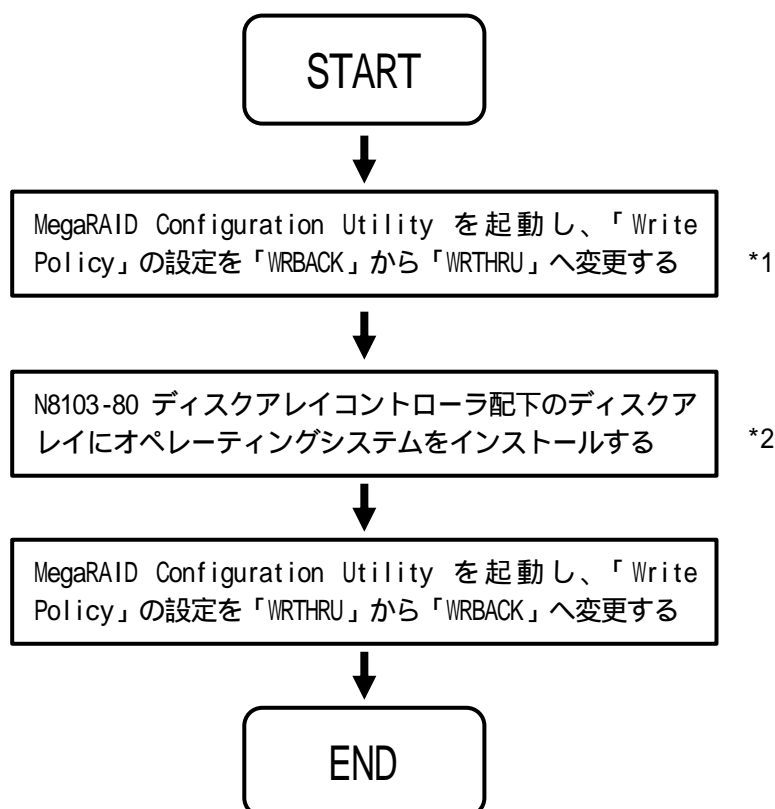 START
MegaRAID Configuration Utility を起動し、「Write
Policy」の設定を「WRBACK」から「WRTHRU」へ変更する
*1
N8103-80 ディスクアレイコントローラ配下のディスクア
レイにオペレーティングシステムをインストールする
*2
MegaRAID Configuration Utility を起動し、「Write
Policy」の設定を「WRTHRU」から「WRBACK」へ変更する
END